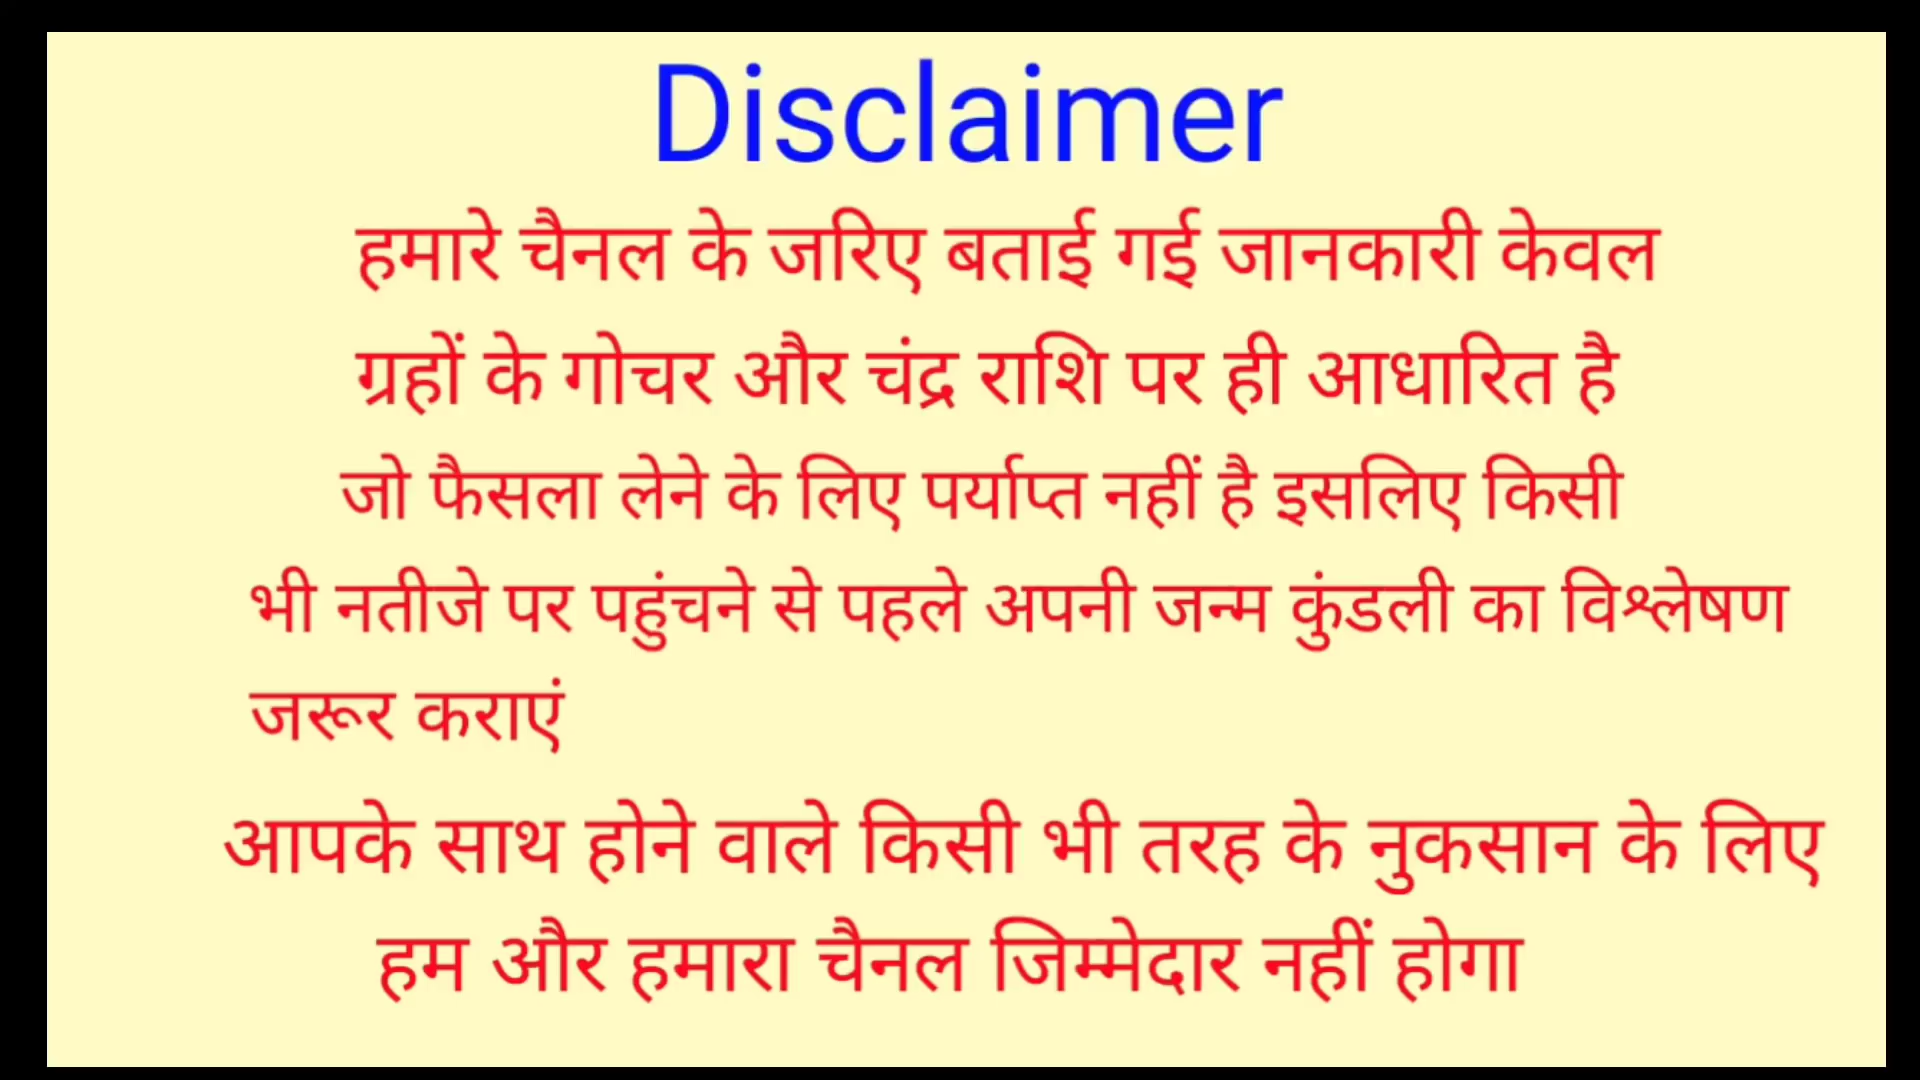 Disclaimer
हमारे चैनल के जरिए बताई गई जानकारी केवल
ग्रहों के गोचर और चंद्र राशि पर ही आधारित है
जो फैसला लेने के लिए पर्याप्त नहीं है इसलिए किसी
भी नतीजे पर पहुंचने से पहले अपनी जन्म कुंडली का विश्लेषण
जरूर कराएं
आपके साथ होने वाले किसी भी तरह के नुकसान के लिए
हम और हमारा चैनल जिम्मेदार नहीं होगा